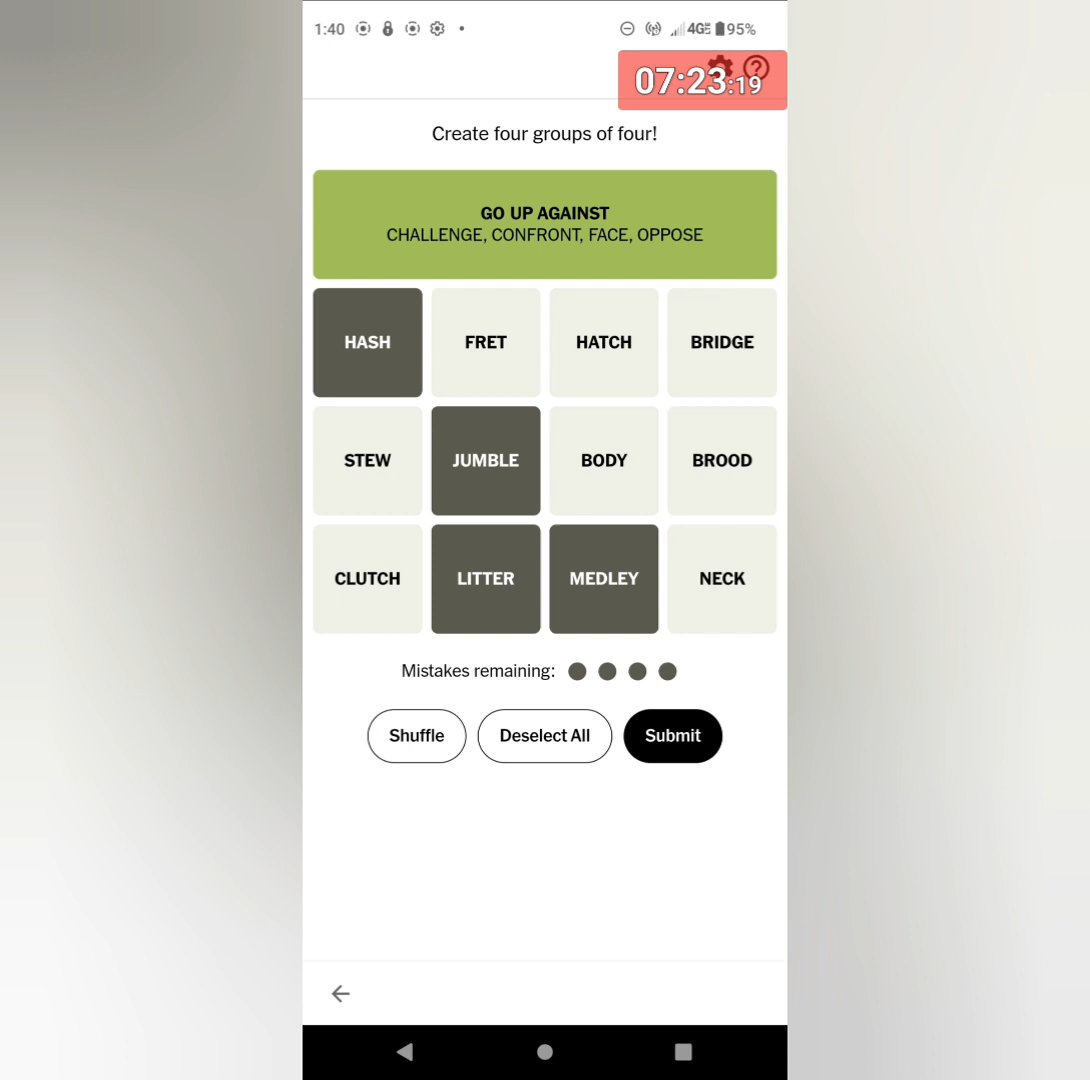 1:40 4G 95%
07:23:19
Create four groups of four!
GO UP AGAINST
CHALLENGE, CONFRONT, FACE, OPPOSE
HASH FRET HATCH BRIDGE
STEW JUMBLE BODY BROOD
CLUTCH LITTER MEDLEY NECK
Mistakes remaining:
Shuffle Deselect All Submit